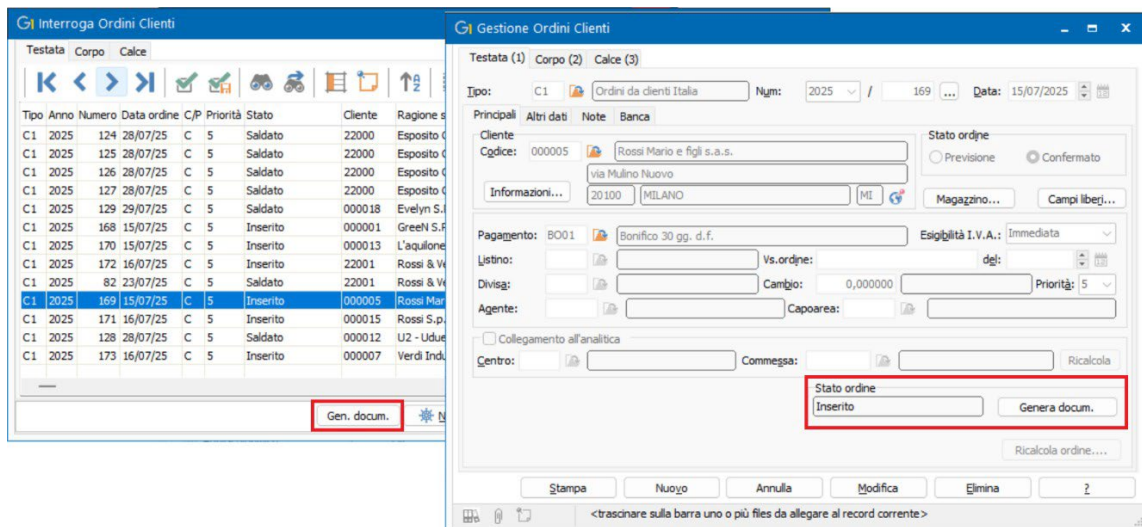 Interroga Ordini Clienti
Testata Corpo Calce
Tipo Anno Numero Data ordine C/P Priorità Stato Cliente Ragione s
C1 2025 124 28/07/25 C 5 Saldato 22000 Esposito
C1 2025 125 28/07/25 C 5 Saldato 22000 Esposito
C1 2025 126 28/07/25 C 5 Saldato 22000 Esposito
C1 2025 127 28/07/25 C 5 Saldato 22000 Esposito
C1 2025 129 29/07/25 C 5 Saldato 000018 Evelyn
C1 2025 168 15/07/25 C 5 Inserito 000001 GreeN
C1 2025 170 15/07/25 C 5 Inserito 000013 L'aquilone
C1 2025 172 16/07/25 C 5 Inserito 22001 Rossi &
C1 2025 82 23/07/25 C 5 Saldato 22001 Rossi &
C1 2025 169 15/07/25 C 5 Inserito 000005 Rossi Mar
C1 2025 171 16/07/25 C 5 Inserito 000015 Rossi S.p.
C1 2025 128 28/07/25 C 5 Saldato 000012 U2 - Udue
C1 2025 173 16/07/25 C 5 Inserito 000007 Verdi Indu
Gen. docum. N
Gestione Ordini Clienti
Testata (1) Corpo (2) Calce (3)
Tipo: C1 Ordini da clienti Italia Num: 2025 / 169 ... Data: 15/07/2025
Principali Altri dati Note Banca
Cliente Stato ordine
Codice: 000005 Rossi Mario e figli s.a.s. Previsione Confermato
via Mulino Nuovo
Informazioni... 20100 MILANO MI Magazzino... Campi liberi...
Pagamento: BO01 Bonifico 30 gg. d.f. Esigibilità I.V.A.: Immediata
Listino: Vs.ordine: del:
Divisa: Cambio: 0,000000 Priorità: 5
Agente: Capoarea:
Collegamento all'analitica
Centro: Commessa: Ricalcola
Stato ordine
Inserito Genera docum.
Ricalcola ordine....
Stampa Nuovo Annulla Modifica Elimina ?
<trascinare sulla barra uno o più files da allegare al record corrente>